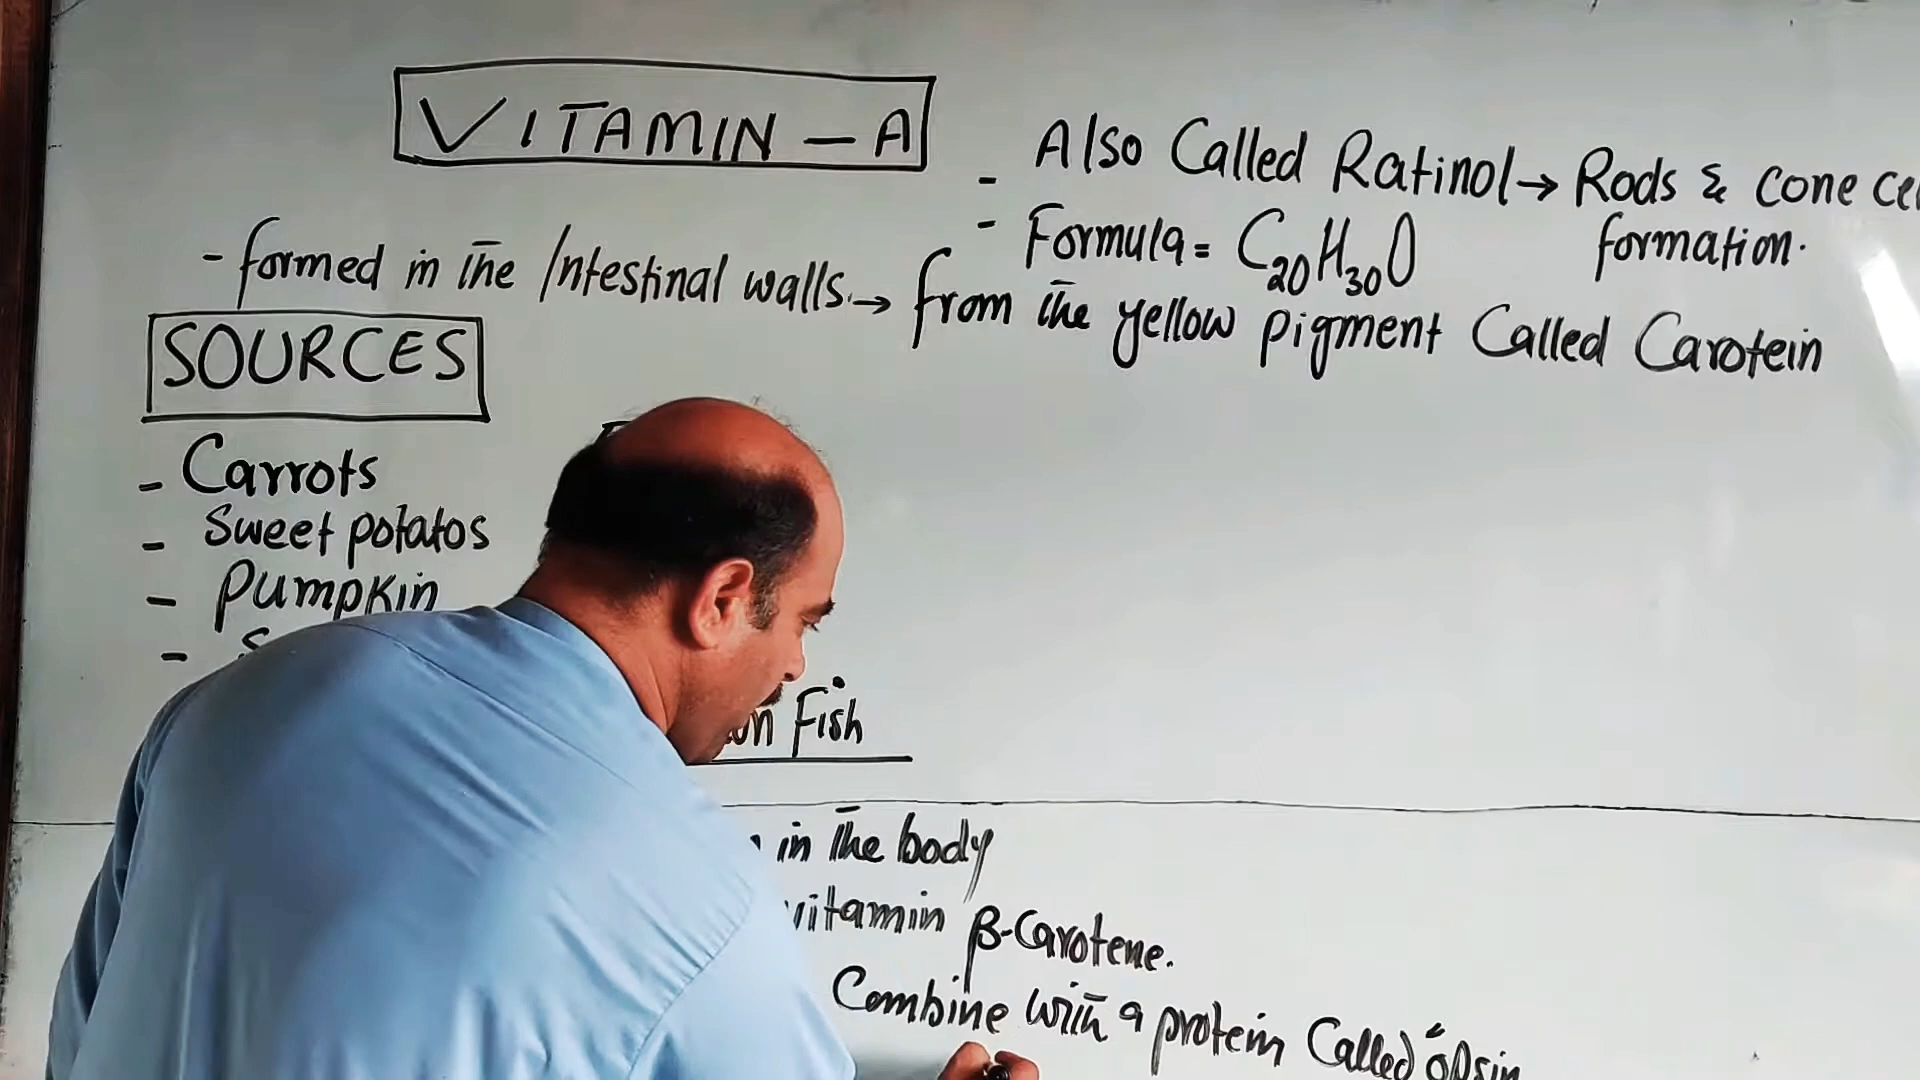 VITAMIN - A
- Also Called Ratinol → Rods & cone
formation.
- Formula = C20H30O
- formed in the Intestinal walls. → from the yellow pigment Called Carotein
SOURCES
- Carrots
- Sweet potatos
- Pumpkin
-
Fish
in the body
vitamin β-Carotene.
Combine with a protein Called "opsin